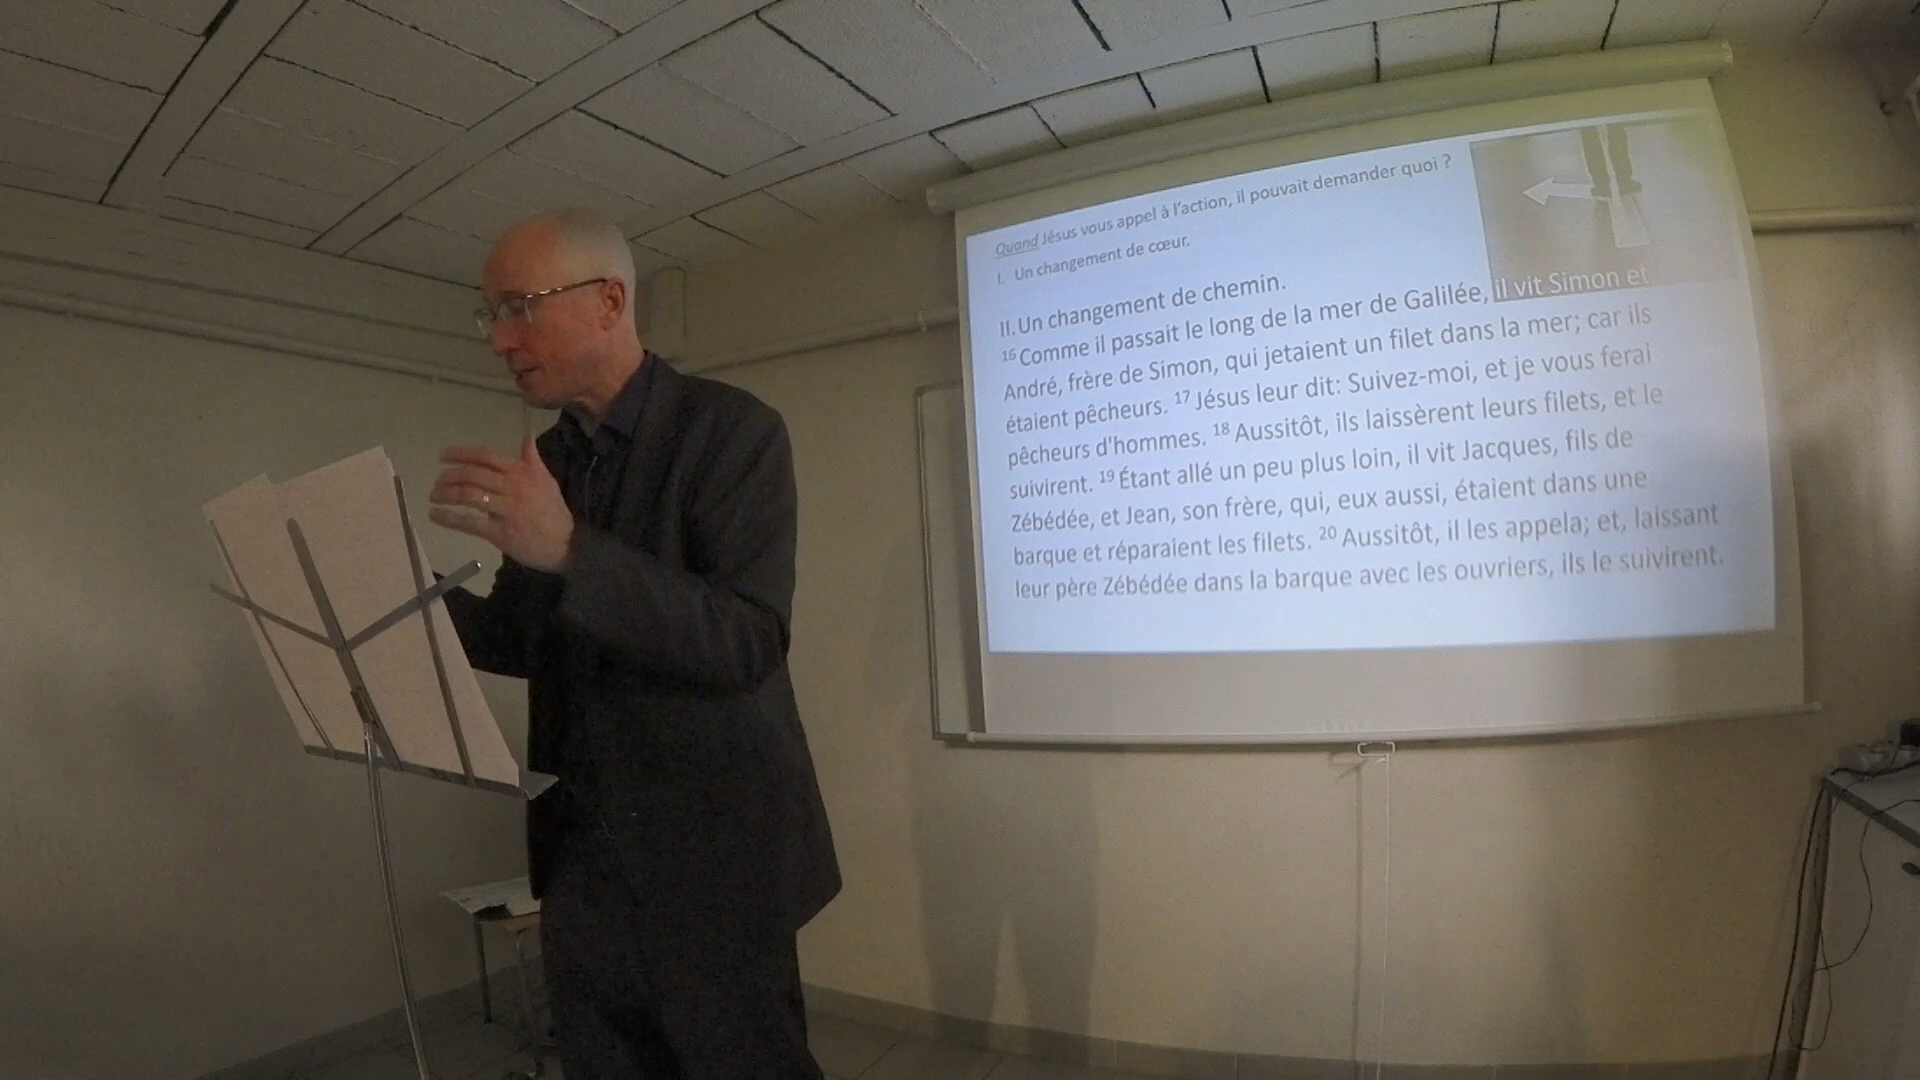 Quand Jésus vous appel à l'action, il pouvait demander quoi ?
I. Un changement de cœur.
II. Un changement de chemin.
16 Comme il passait le long de la mer de Galilée, il vit Simon et
André, frère de Simon, qui jetaient un filet dans la mer; car ils
étaient pêcheurs. 17 Jésus leur dit: Suivez-moi, et je vous ferai
pêcheurs d'hommes. 18 Aussitôt, ils laissèrent leurs filets, et le
suivirent. 19 Étant allé un peu plus loin, il vit Jacques, fils de
Zébédée, et Jean, son frère, qui, eux aussi, étaient dans une
barque et réparaient les filets. 20 Aussitôt, il les appela; et, laissant
leur père Zébédée dans la barque avec les ouvriers, ils le suivirent.